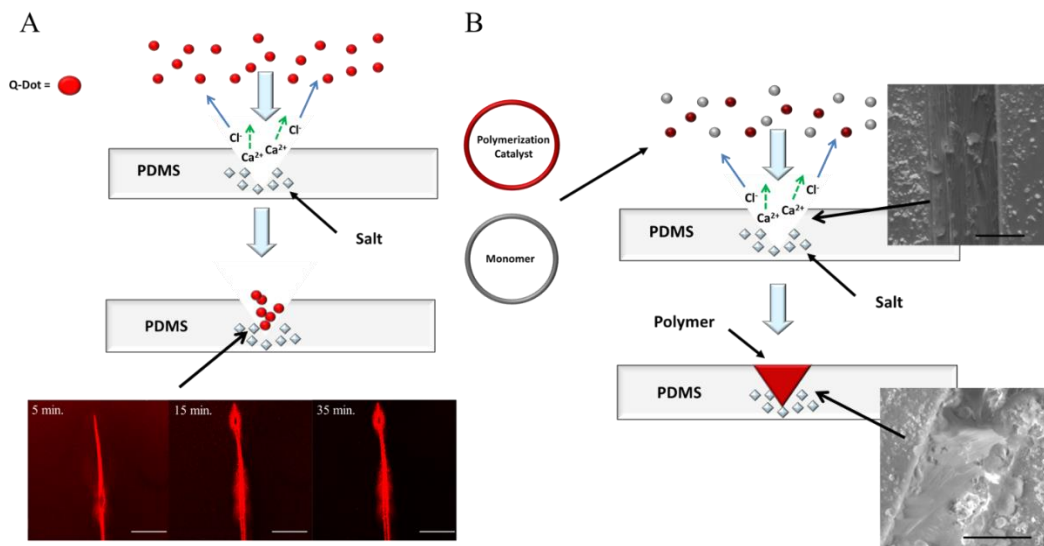 A
Q-Dot =
Cl⁻
Cl⁻
Ca²⁺ Ca²⁺
PDMS
Salt
PDMS
5 min.
15 min.
35 min.
B
Polymerization
Catalyst
Monomer
Cl⁻
Cl⁻
Ca²⁺ Ca²⁺
PDMS
Salt
Polymer
PDMS